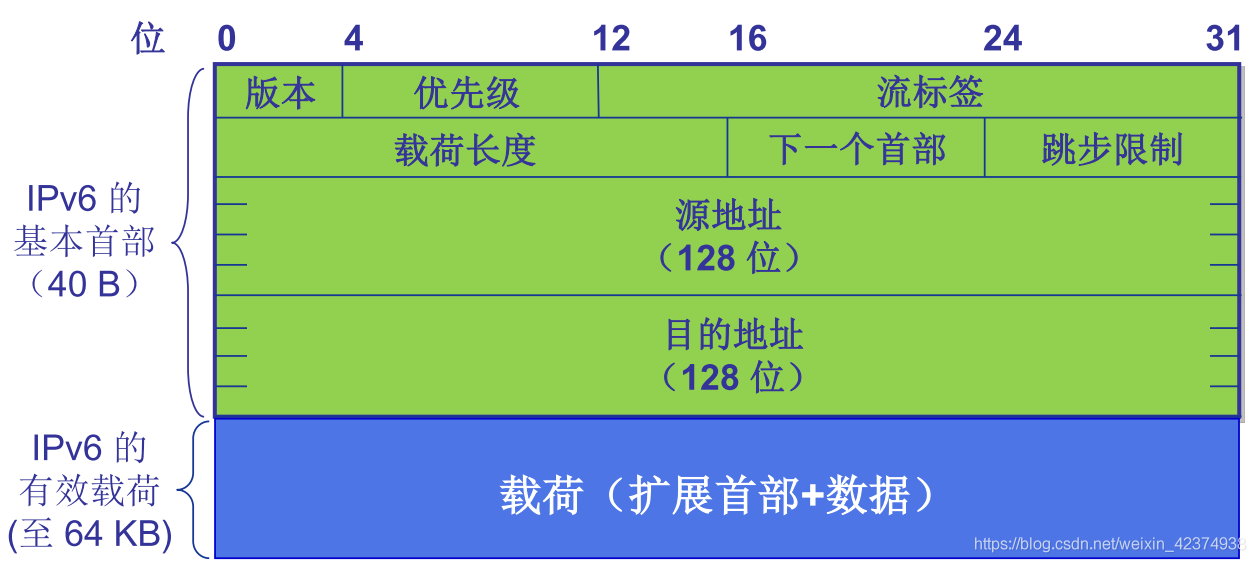 位 0 4 12 16 24 31
版本 优先级 流标签
载荷长度 下一个首部 跳步限制
IPv6 的
基本首部
（40 B）
源地址
（128 位）
目的地址
（128 位）
IPv6 的
有效载荷
(至 64 KB)
载荷（扩展首部+数据）
https://blog.csdn.net/weixin_42374938